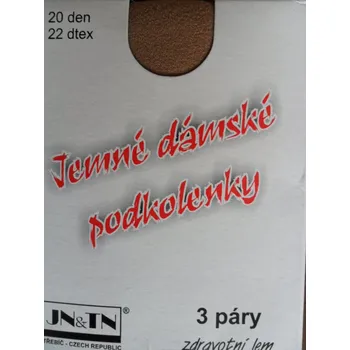 20 den
22 dtex
Jemné dámské
podkolenky
JN&TN®
TŘEBÍČ - CZECH REPUBLIC
3 páry
zdravotní lem